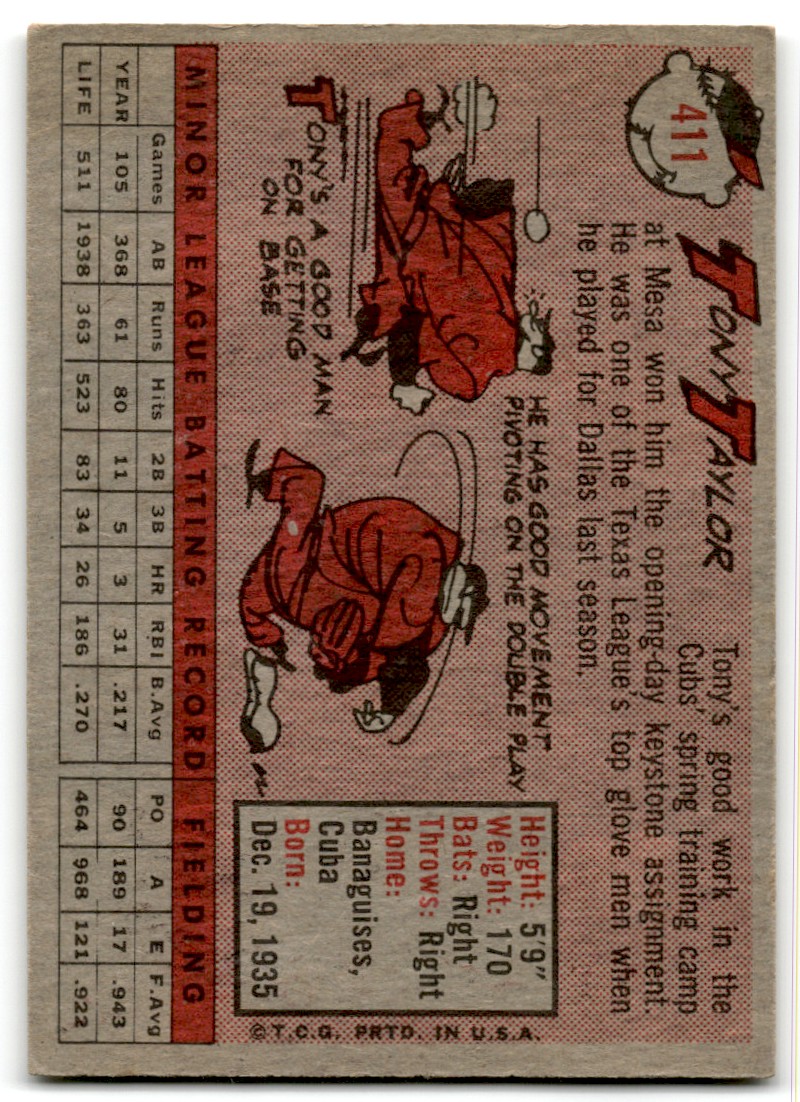 411
TONY TAYLOR
Tony's good work in the
Cubs' spring training camp
at Mesa won him the opening-day keystone assignment.
He was one of the Texas League's top glove men when
he played for Dallas last season.
TONY'S A GOOD MAN
FOR GETTING
ON BASE
HE HAS GOOD MOVEMENT
PIVOTING ON THE DOUBLE PLAY
Height: 5'9"
Weight: 170
Bats: Right
Throws: Right
Home:
Banaguises,
Cuba
Born:
Dec. 19, 1935
©T.C.G. PRTD. IN U.S.A.
MINOR LEAGUE BATTING RECORD FIELDING
Games AB Runs Hits 2B 3B HR RBI B.Avg PO A E F.Avg
YEAR 105 368 61 80 11 5 3 31 .217 90 189 17 .943
LIFE 511 1938 363 523 83 34 26 186 .270 464 968 121 .922